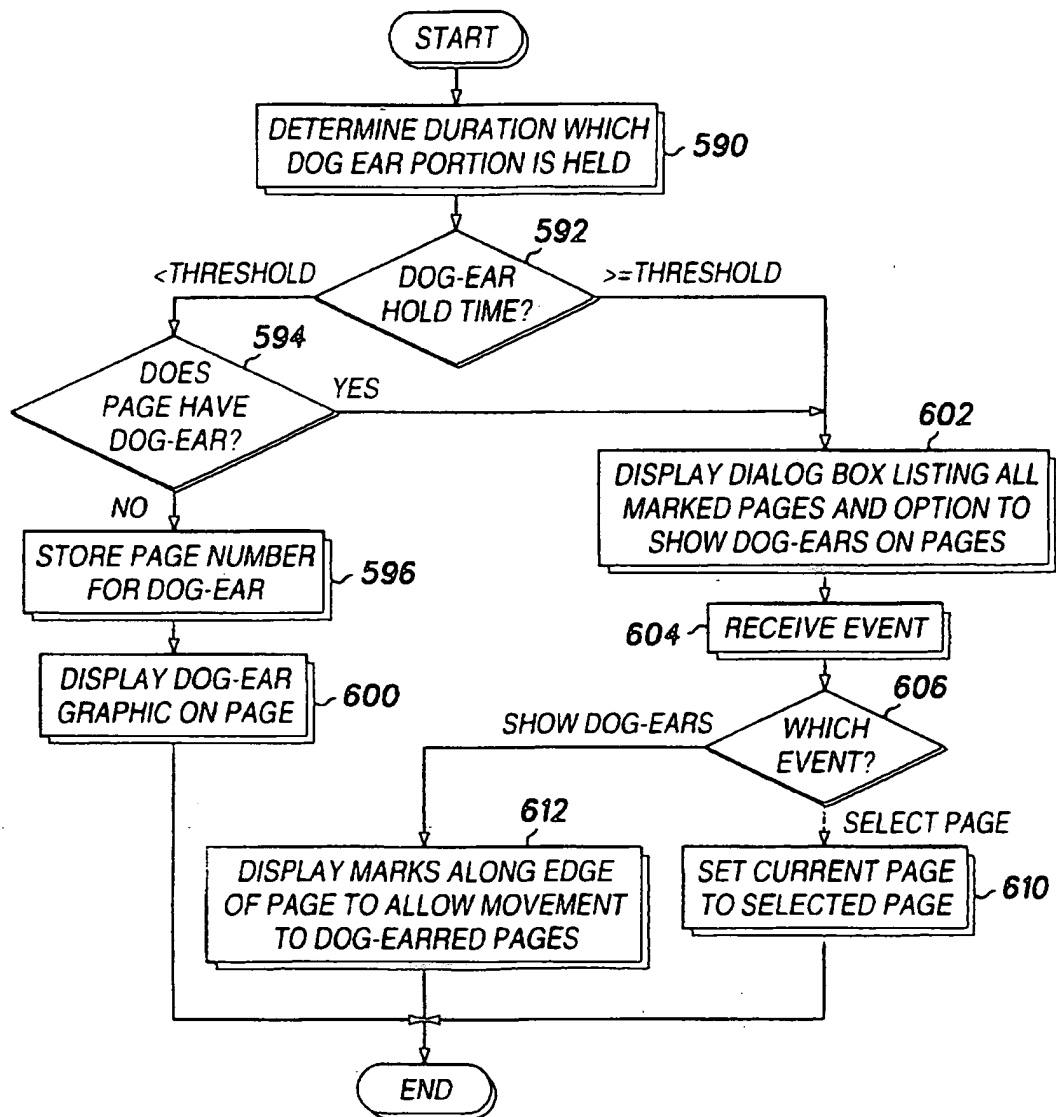 START
DETERMINE DURATION WHICH
DOG EAR PORTION IS HELD
590
592
<THRESHOLD
DOG-EAR
HOLD TIME?
>=THRESHOLD
594
DOES
PAGE HAVE
DOG-EAR?
YES
NO
602
DISPLAY DIALOG BOX LISTING ALL
MARKED PAGES AND OPTION TO
SHOW DOG-EARS ON PAGES
STORE PAGE NUMBER
FOR DOG-EAR
596
604
RECEIVE EVENT
DISPLAY DOG-EAR
GRAPHIC ON PAGE
600
606
SHOW DOG-EARS
WHICH
EVENT?
SELECT PAGE
612
DISPLAY MARKS ALONG EDGE
OF PAGE TO ALLOW MOVEMENT
TO DOG-EARRED PAGES
SET CURRENT PAGE
TO SELECTED PAGE
610
END